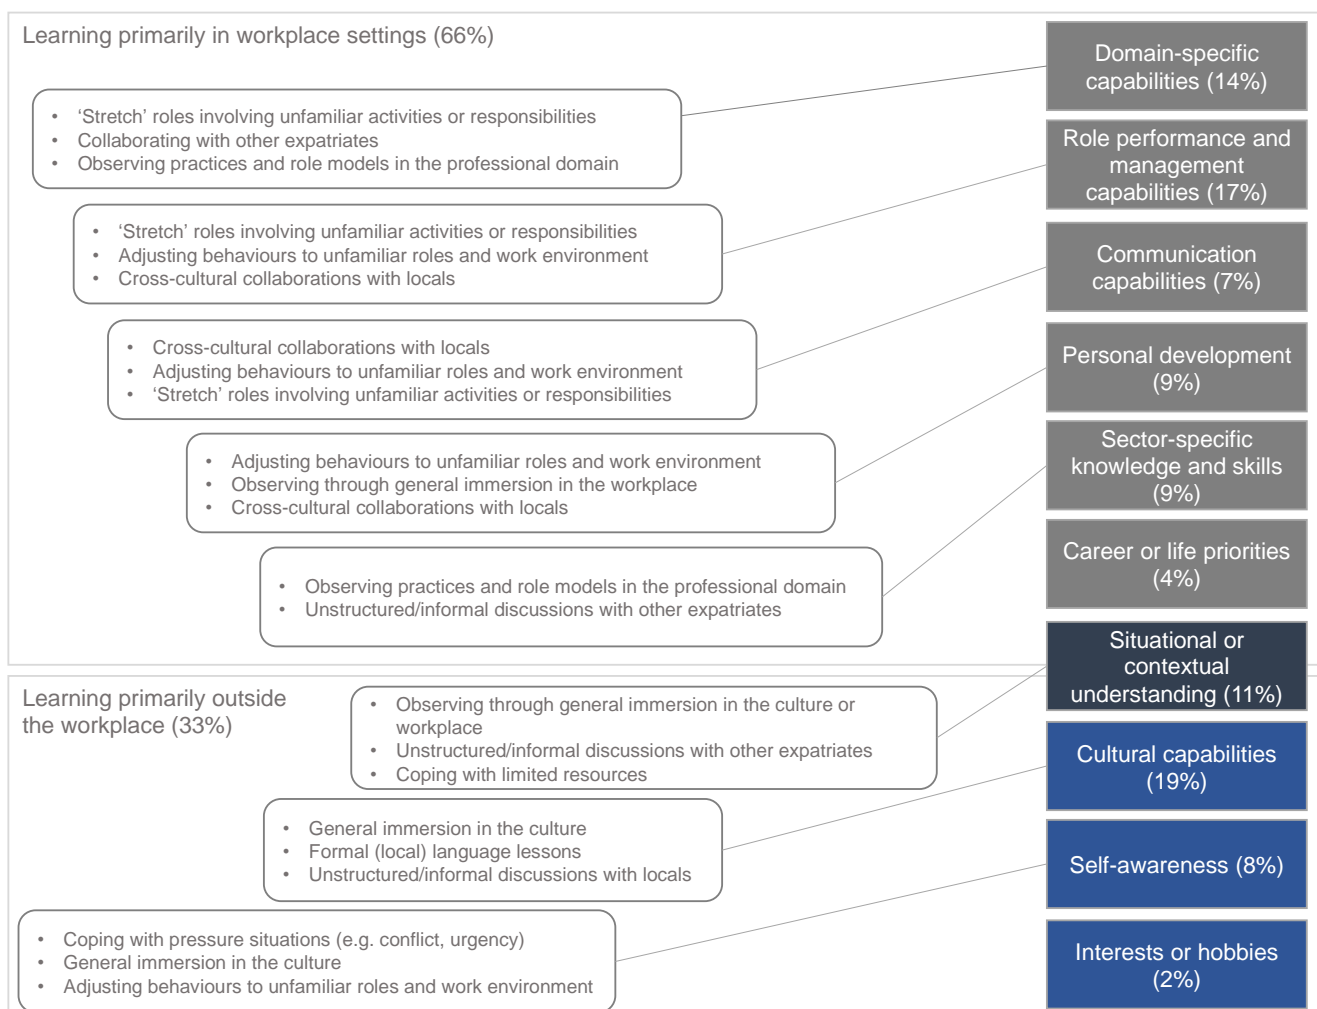 Learning primarily in workplace settings (66%)
• ‘Stretch’ roles involving unfamiliar activities or responsibilities
• Collaborating with other expatriates
• Observing practices and role models in the professional domain
Domain-specific
capabilities (14%)
• ‘Stretch’ roles involving unfamiliar activities or responsibilities
• Adjusting behaviours to unfamiliar roles and work environment
• Cross-cultural collaborations with locals
Role performance and
management
capabilities (17%)
• Cross-cultural collaborations with locals
• Adjusting behaviours to unfamiliar roles and work environment
• ‘Stretch’ roles involving unfamiliar activities or responsibilities
Communication
capabilities (7%)
• Adjusting behaviours to unfamiliar roles and work environment
• Observing through general immersion in the workplace
• Cross-cultural collaborations with locals
Personal development
(9%)
• Observing practices and role models in the professional domain
• Unstructured/informal discussions with other expatriates
Sector-specific
knowledge and skills
(9%)
Career or life priorities
(4%)
Learning primarily outside
the workplace (33%)
• Observing through general immersion in the culture or
workplace
• Unstructured/informal discussions with other expatriates
• Coping with limited resources
Situational or
contextual
understanding (11%)
• General immersion in the culture
• Formal (local) language lessons
• Unstructured/informal discussions with locals
Cultural capabilities
(19%)
• Coping with pressure situations (e.g. conflict, urgency)
• General immersion in the culture
• Adjusting behaviours to unfamiliar roles and work environment
Self-awareness (8%)
Interests or hobbies
(2%)